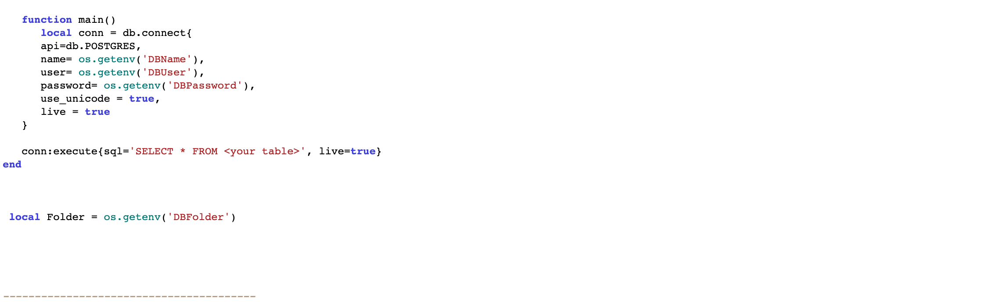 function main()
local conn = db.connect{
api=db.POSTGRES,
name= os.getenv('DBName'),
user= os.getenv('DBUser'),
password= os.getenv('DBPassword'),
use_unicode = true,
live = true
}
conn:execute{sql='SELECT * FROM <your table>', live=true}
end
local Folder = os.getenv('DBFolder')
----------------------------------------